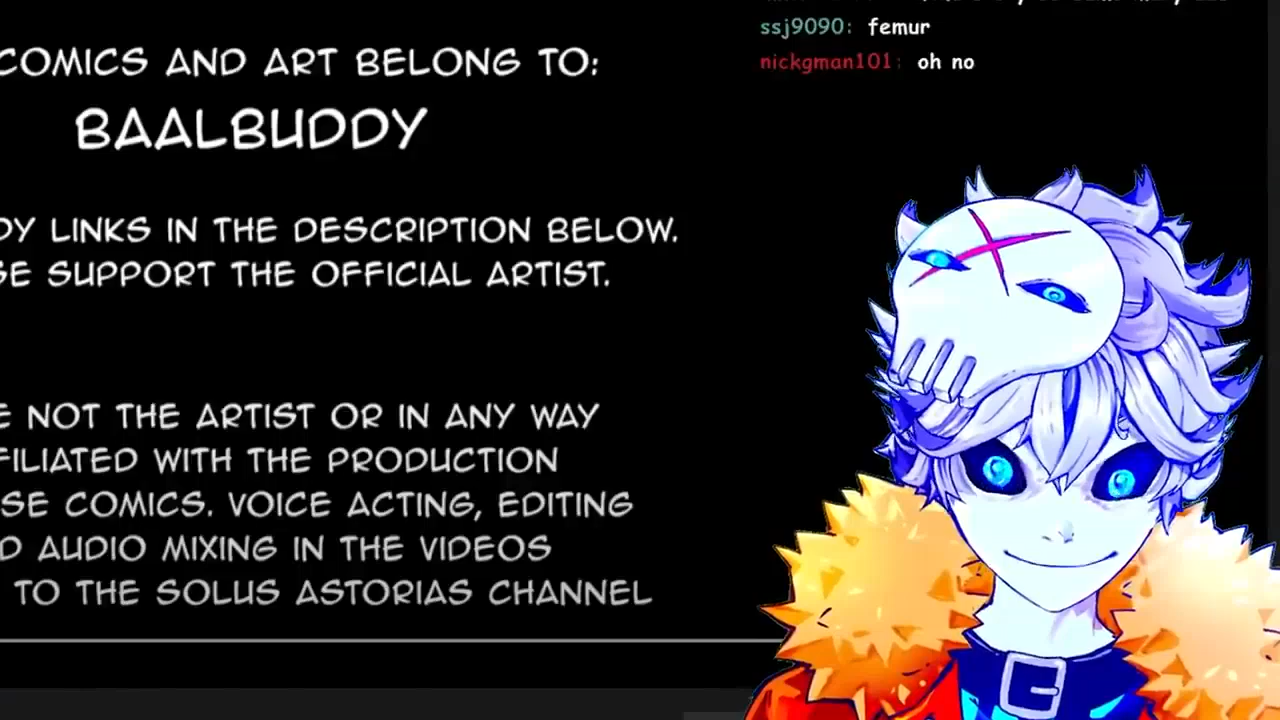 ssj9090: femur
nickgman101: oh no
COMICS AND ART BELONG TO:
BAALBUDDY
LINKS IN THE DESCRIPTION BELOW.
SUPPORT THE OFFICIAL ARTIST.
NOT THE ARTIST OR IN ANY WAY
WITH THE PRODUCTION
COMICS. VOICE ACTING, EDITING
AUDIO MIXING IN THE VIDEOS
TO THE SOLUS ASTORIAS CHANNEL